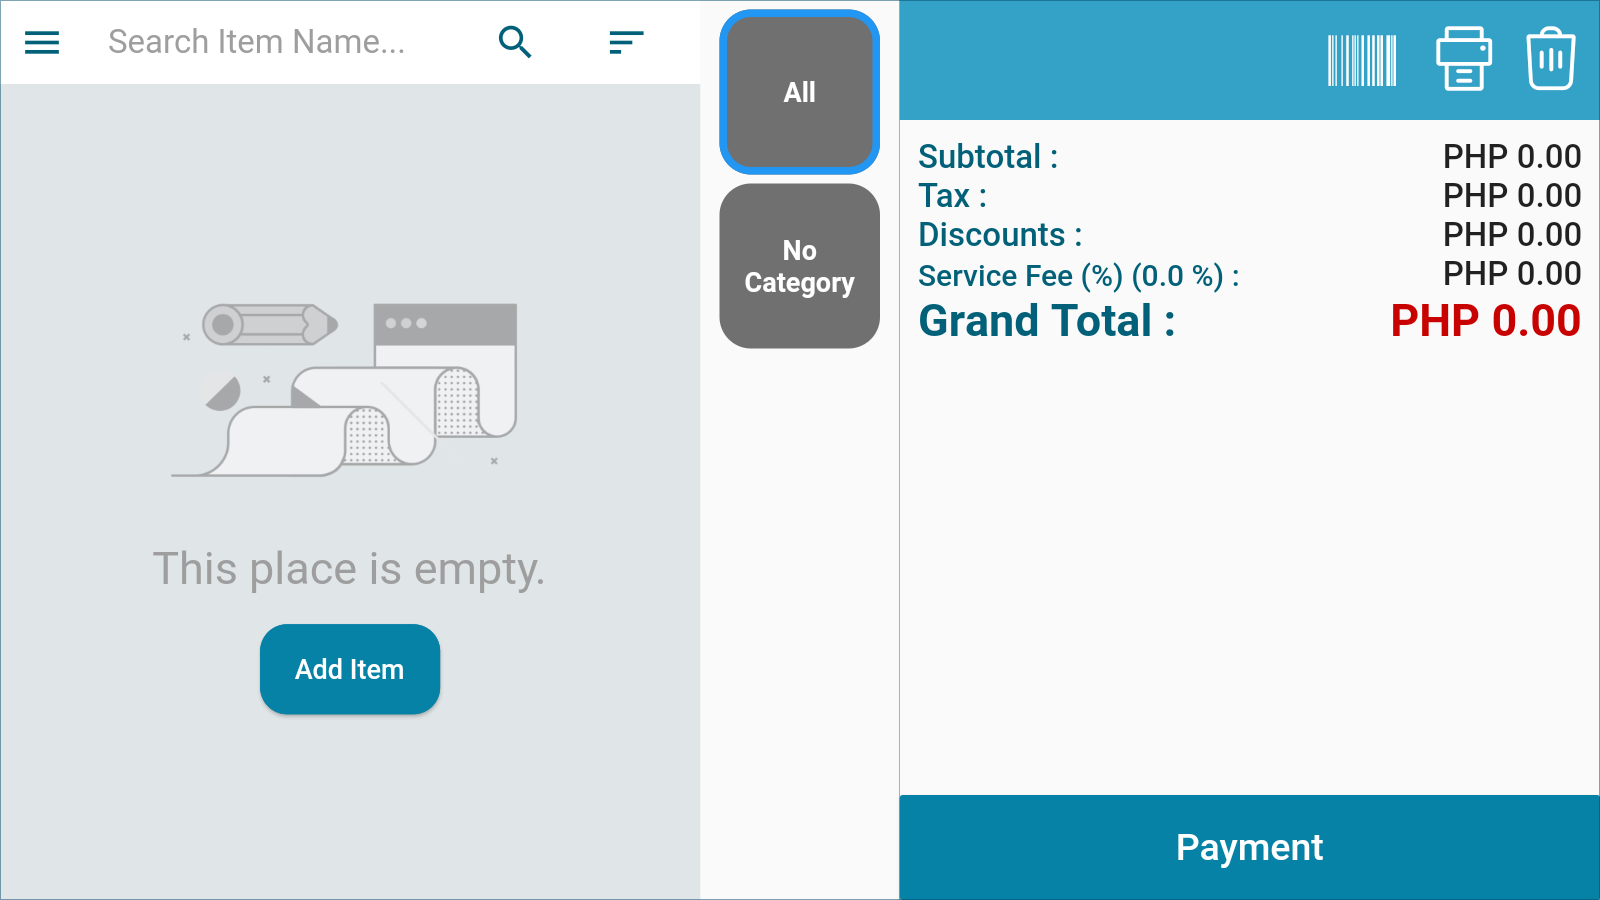 Search Item Name...
This place is empty.
Add Item
All
No
Category
Subtotal : PHP 0.00
Tax : PHP 0.00
Discounts : PHP 0.00
Service Fee (%) (0.0 %) : PHP 0.00
Grand Total : PHP 0.00
Payment